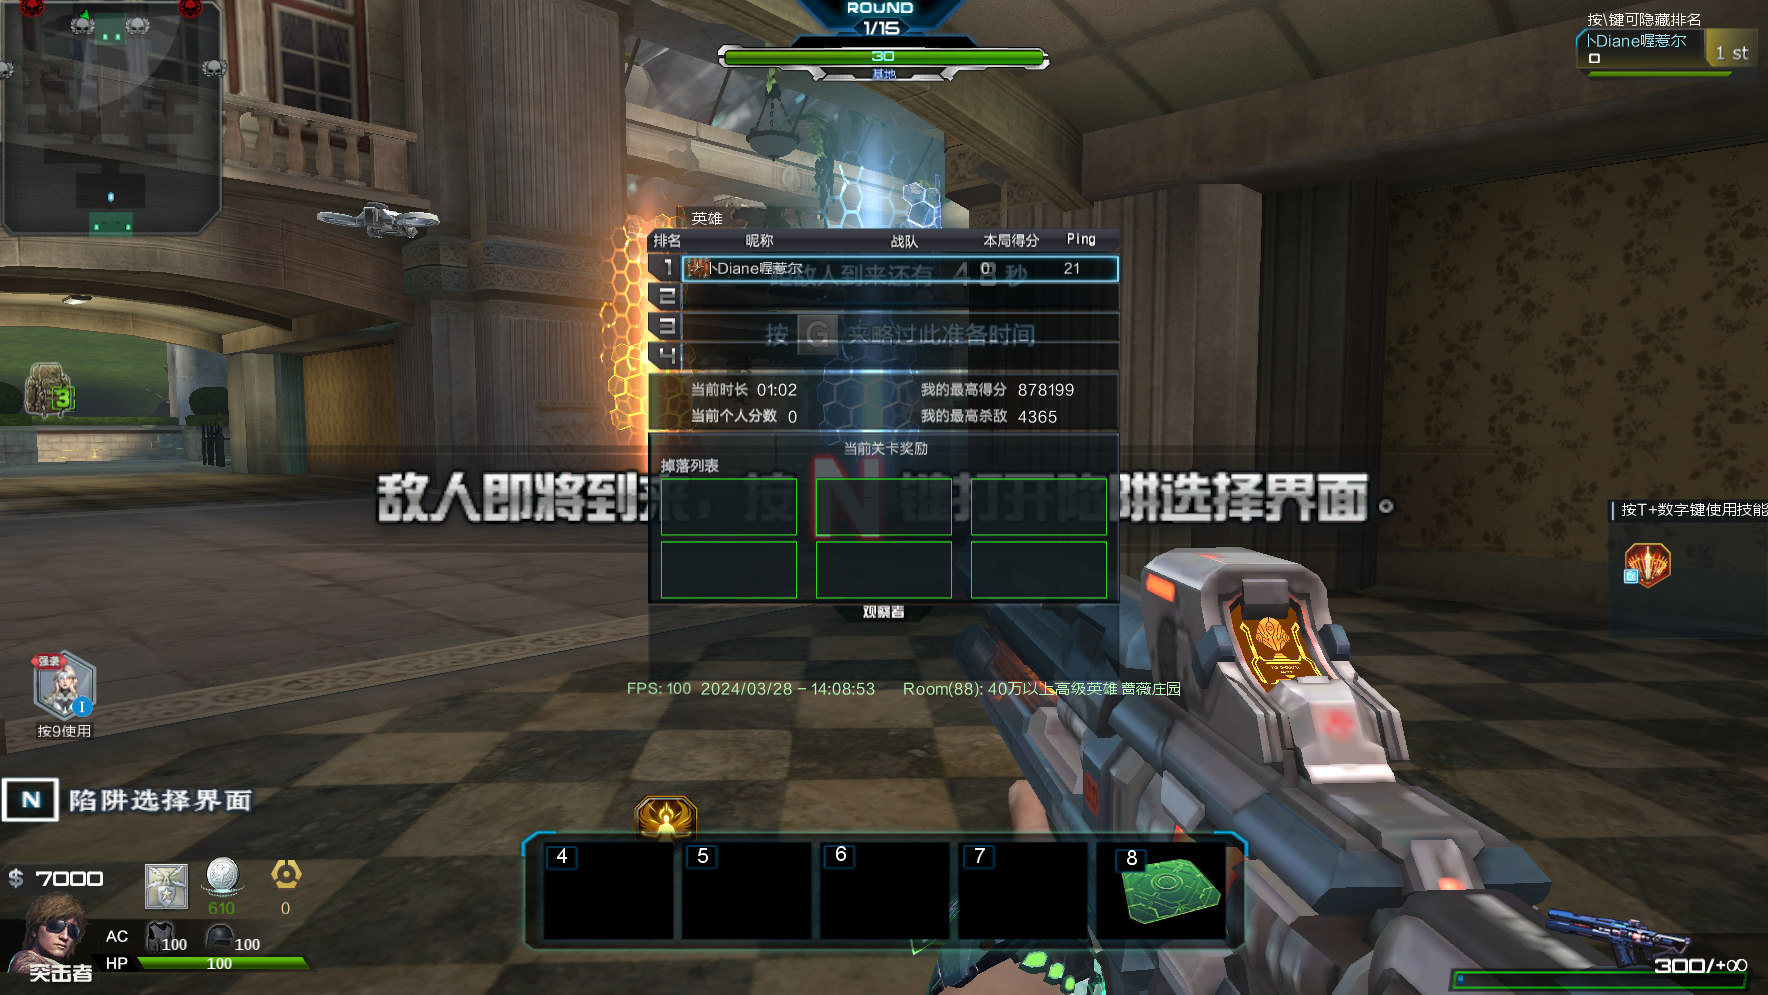 ROUND
1/15
30
基地
按\键可隐藏排名
卜Diane喔惹尔
0
1 st
英雄
排名 昵称 战队 本局得分 Ping
1 卜Diane喔惹尔 0 21
距敌人到来还有 48 秒
2
3
按 G 来略过此准备时间
4
当前时长 01:02 我的最高得分 878199
当前个人分数 0 我的最高杀敌 4365
当前关卡奖励
掉落列表
敌人即将到来，按 N 键打开陷阱选择界面。
观察者
FPS: 100 2024/03/28 - 14:08:53 Room(88): 40万以上高级英雄 蔷薇庄园
按T+数字键使用技能
3
强袭
I
按9使用
N 陷阱选择界面
$ 7000
610
0
AC 100 100
HP 100
突击者
4 5 6 7 8
300/+∞